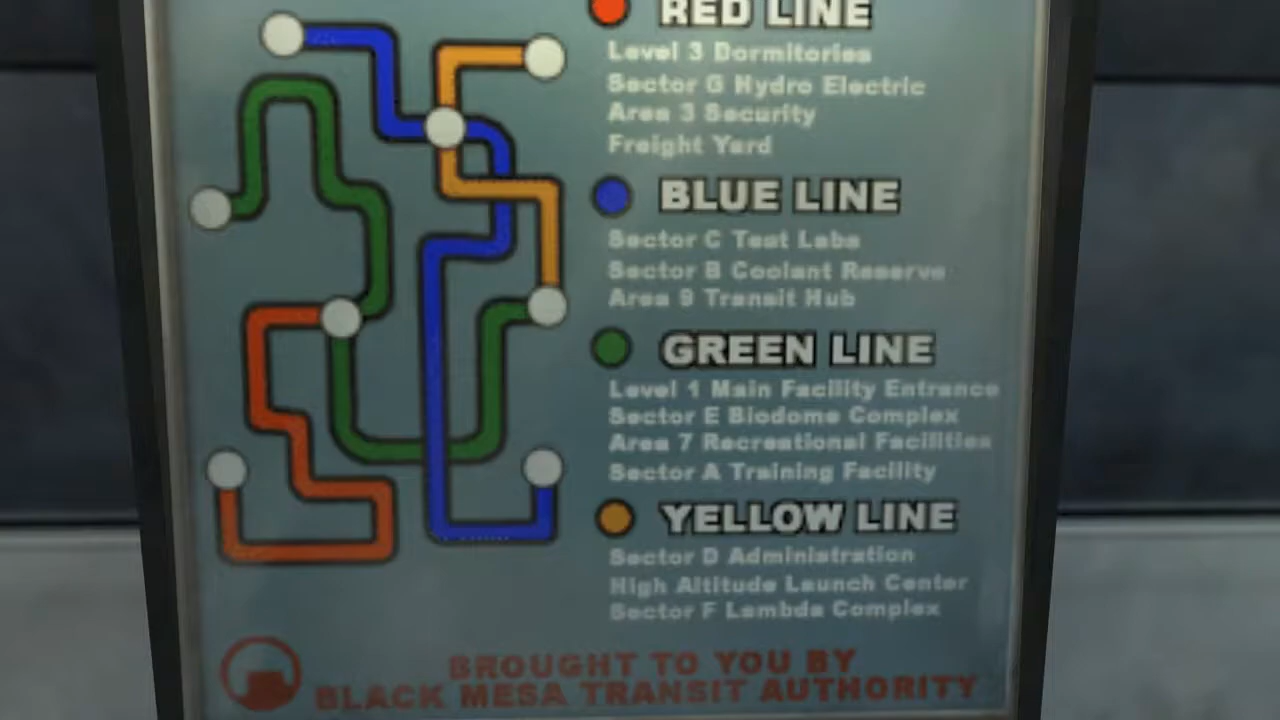 RED LINE
Level 3 Dormitories
Sector G Hydro Electric
Area 3 Security
Freight Yard
BLUE LINE
Sector C Test Labs
Sector B Coolant Reserve
Area 9 Transit Hub
GREEN LINE
Level 1 Main Facility Entrance
Sector E Biodome Complex
Area 7 Recreational Facilities
Sector A Training Facility
YELLOW LINE
Sector D Administration
High Altitude Launch Center
Sector F Lambda Complex
BROUGHT TO YOU BY
BLACK MESA TRANSIT AUTHORITY